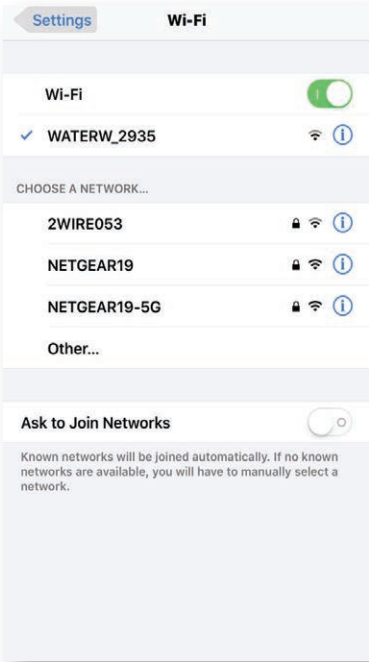 Settings Wi-Fi
Wi-Fi
WATERW_2935
CHOOSE A NETWORK...
2WIRE053
NETGEAR19
NETGEAR19-5G
Other...
Ask to Join Networks
Known networks will be joined automatically. If no known
networks are available, you will have to manually select a
network.